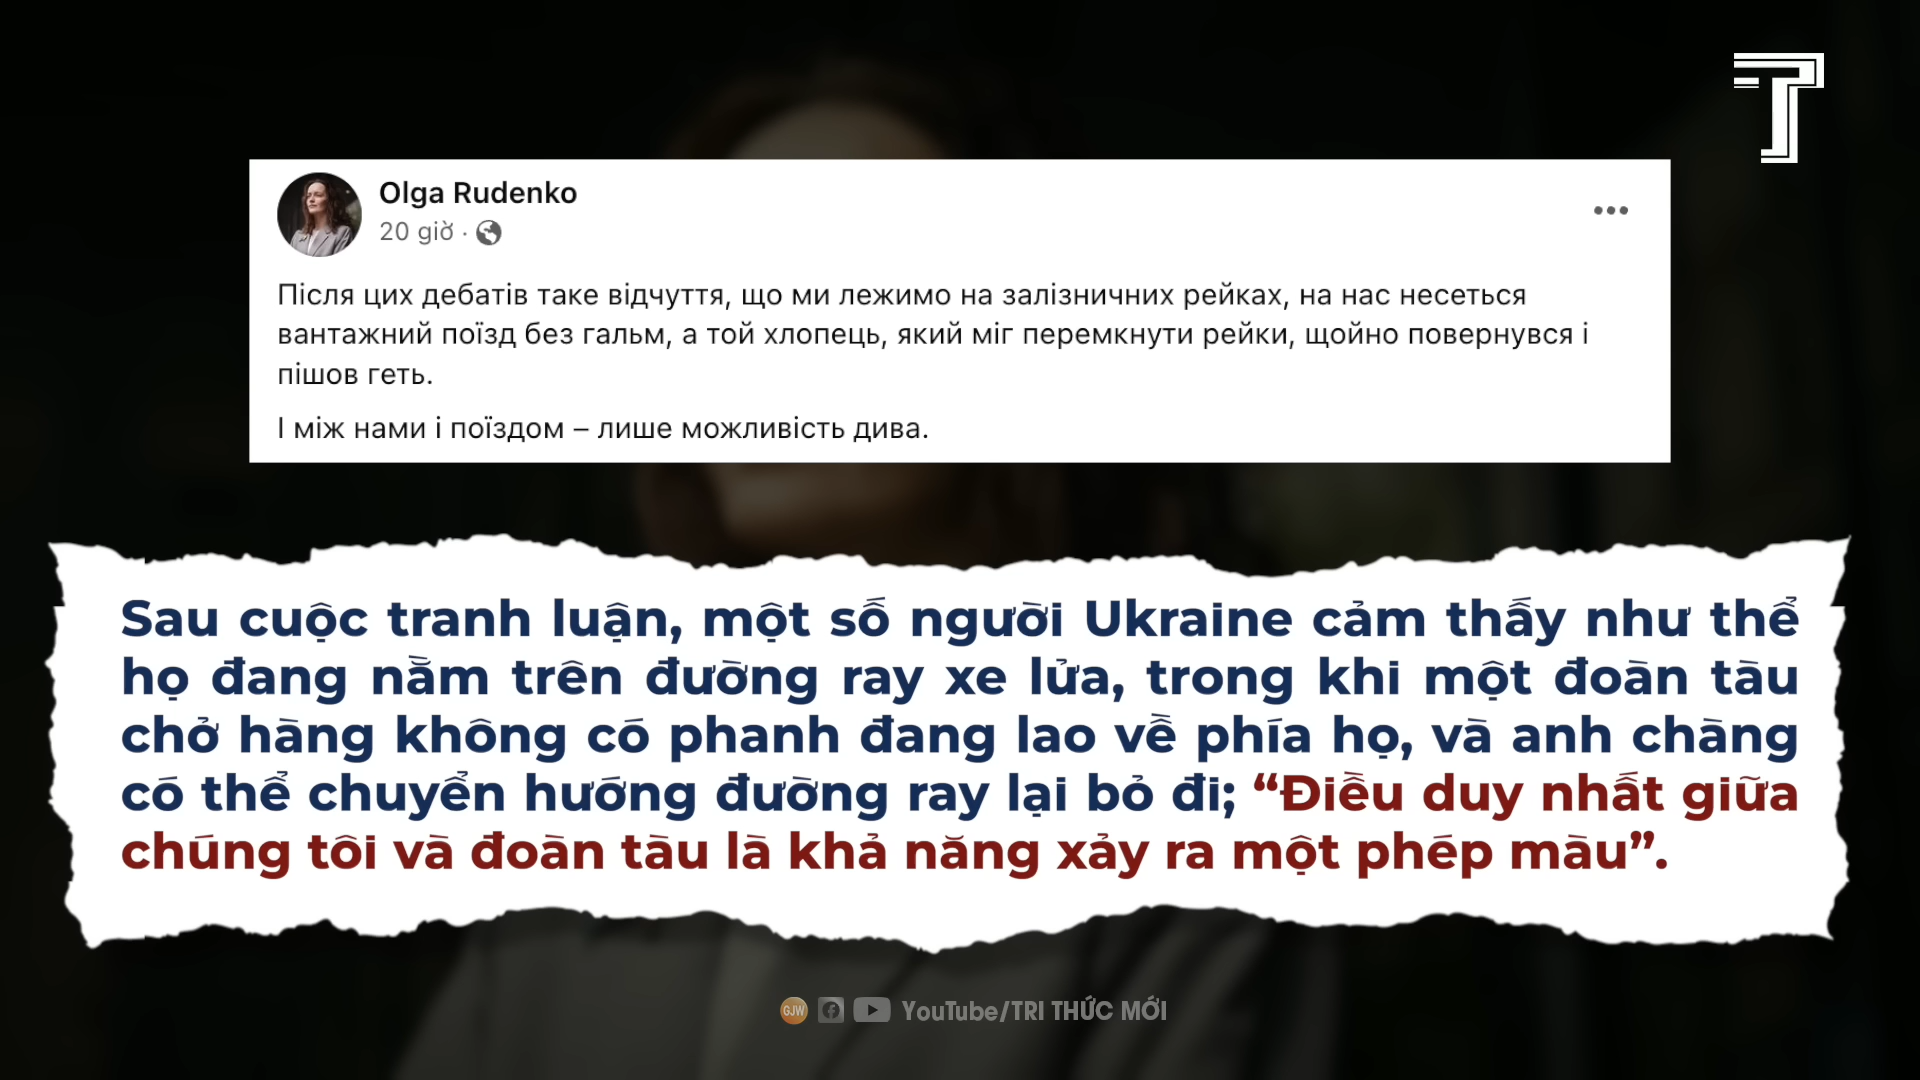 Olga Rudenko
20 giờ ·
Після цих дебатів таке відчуття, що ми лежимо на залізничних рейках, на нас несеться
вантажний поїзд без гальм, а той хлопець, який міг перемкнути рейки, щойно повернувся і
пішов геть.
І між нами і поїздом – лише можливість дива.
Sau cuộc tranh luận, một số người Ukraine cảm thấy như thể
họ đang nằm trên đường ray xe lửa, trong khi một đoàn tàu
chở hàng không có phanh đang lao về phía họ, và anh chàng
có thể chuyển hướng đường ray lại bỏ đi; “Điều duy nhất giữa
chúng tôi và đoàn tàu là khả năng xảy ra một phép màu”.
GJW YouTube/TRI THỨC MỚI